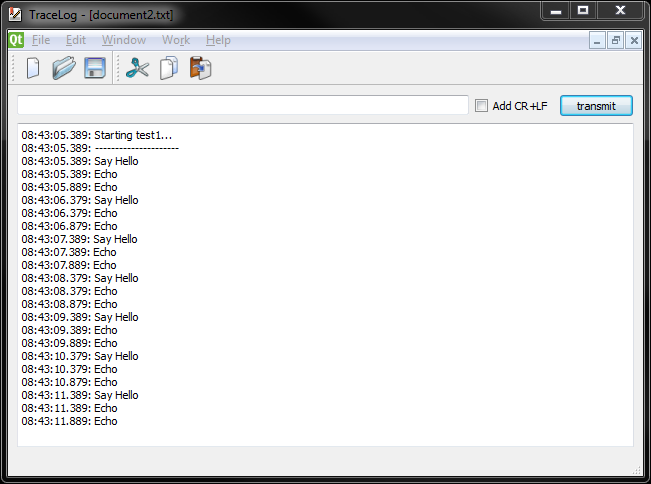 TraceLog - [document2.txt]
Qt File Edit Window Work Help
Add CR+LF transmit
08:43:05.389: Starting test1...
08:43:05.389: ---------------------
08:43:05.389: Say Hello
08:43:05.389: Echo
08:43:05.889: Echo
08:43:06.379: Say Hello
08:43:06.379: Echo
08:43:06.879: Echo
08:43:07.389: Say Hello
08:43:07.389: Echo
08:43:07.889: Echo
08:43:08.379: Say Hello
08:43:08.379: Echo
08:43:08.879: Echo
08:43:09.389: Say Hello
08:43:09.389: Echo
08:43:09.889: Echo
08:43:10.379: Say Hello
08:43:10.379: Echo
08:43:10.879: Echo
08:43:11.389: Say Hello
08:43:11.389: Echo
08:43:11.889: Echo